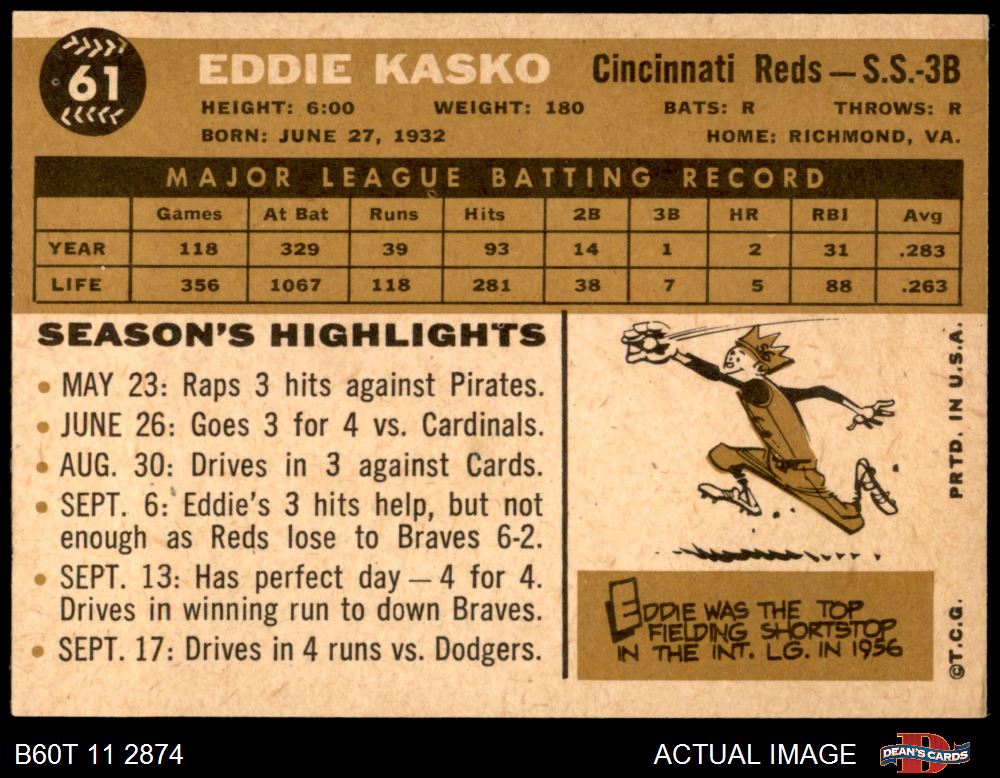 61
EDDIE KASKO
Cincinnati Reds — S.S.-3B
HEIGHT: 6:00 WEIGHT: 180 BATS: R THROWS: R
BORN: JUNE 27, 1932 HOME: RICHMOND, VA.
MAJOR LEAGUE BATTING RECORD
Games At Bat Runs Hits 2B 3B HR RBI Avg
YEAR 118 329 39 93 14 1 2 31 .283
LIFE 356 1067 118 281 38 7 5 88 .263
SEASON'S HIGHLIGHTS
• MAY 23: Raps 3 hits against Pirates.
• JUNE 26: Goes 3 for 4 vs. Cardinals.
• AUG. 30: Drives in 3 against Cards.
• SEPT. 6: Eddie's 3 hits help, but not
enough as Reds lose to Braves 6-2.
• SEPT. 13: Has perfect day — 4 for 4.
Drives in winning run to down Braves.
• SEPT. 17: Drives in 4 runs vs. Dodgers.
EDDIE WAS THE TOP
FIELDING SHORTSTOP
IN THE INT. LG. IN 1956
©T.C.G. PRTD. IN U.S.A.
B60T 11 2874
ACTUAL IMAGE
DEAN'S CARDS